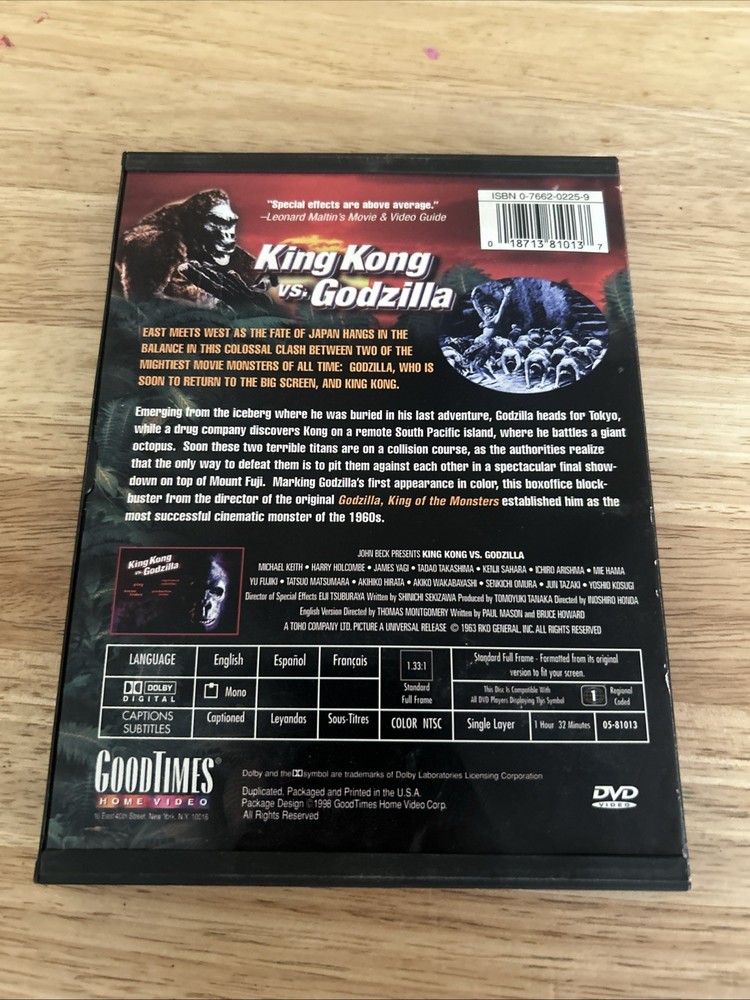 "Special effects are above average."
–Leonard Maltin's Movie & Video Guide
ISBN 0-7662-0225-9
0 18713 81013 7
King Kong
vs. Godzilla
EAST MEETS WEST AS THE FATE OF JAPAN HANGS IN THE
BALANCE IN THIS COLOSSAL CLASH BETWEEN TWO OF THE
MIGHTIEST MOVIE MONSTERS OF ALL TIME: GODZILLA, WHO IS
SOON TO RETURN TO THE BIG SCREEN, AND KING KONG.
Emerging from the iceberg where he was buried in his last adventure, Godzilla heads for Tokyo,
while a drug company discovers Kong on a remote South Pacific island, where he battles a giant
octopus. Soon these two terrible titans are on a collision course, as the authorities realize
that the only way to defeat them is to pit them against each other in a spectacular final show-
down on top of Mount Fuji. Marking Godzilla's first appearance in color, this boxoffice block-
buster from the director of the original Godzilla, King of the Monsters established him as the
most successful cinematic monster of the 1960s.
King Kong
vs. Godzilla
JOHN BECK PRESENTS KING KONG VS. GODZILLA
MICHAEL KEITH • HARRY HOLCOMBE • JAMES YAGI • TADAO TAKASHIMA • KENJI SAHARA • ICHIRO ARISHMA • MIE HAMA
YU FUJIKI • TATSUO MATSUMARA • AKIHIKO HIRATA • AKIKO WAKABAYASHI • SENKICHI OMURA • JUN TAZAKI • YOSHIO KOSUGI
Director of Special Effects EIJI TSUBURAYA Written by SHINICHI SEKIZAWA Produced by TOMOYUKI TANAKA Directed by INOSHIRO HONDA
English Version Directed by THOMAS MONTGOMERY Written by PAUL MASON and BRUCE HOWARD
A TOHO COMPANY LTD. PICTURE A UNIVERSAL RELEASE © 1963 RKO GENERAL, INC. ALL RIGHTS RESERVED
LANGUAGE English Español Français
1.33:1
Standard
Full Frame
Standard Full Frame - Formatted from its original
version to fit your screen.
DOLBY
DIGITAL
Mono
This Disc Is Compatible With
All DVD Players Displaying This Symbol
1
Regional
Coded
CAPTIONS
SUBTITLES
Captioned Leyandas Sous-Titres COLOR NTSC Single Layer 1 Hour 32 Minutes 05-81013
GOODTIMES®
HOME VIDEO
16 East 40th Street, New York, N.Y. 10016
Dolby and the symbol are trademarks of Dolby Laboratories Licensing Corporation
Duplicated, Packaged and Printed in the U.S.A.
Package Design ©1998 GoodTimes Home Video Corp.
All Rights Reserved
DVD
VIDEO